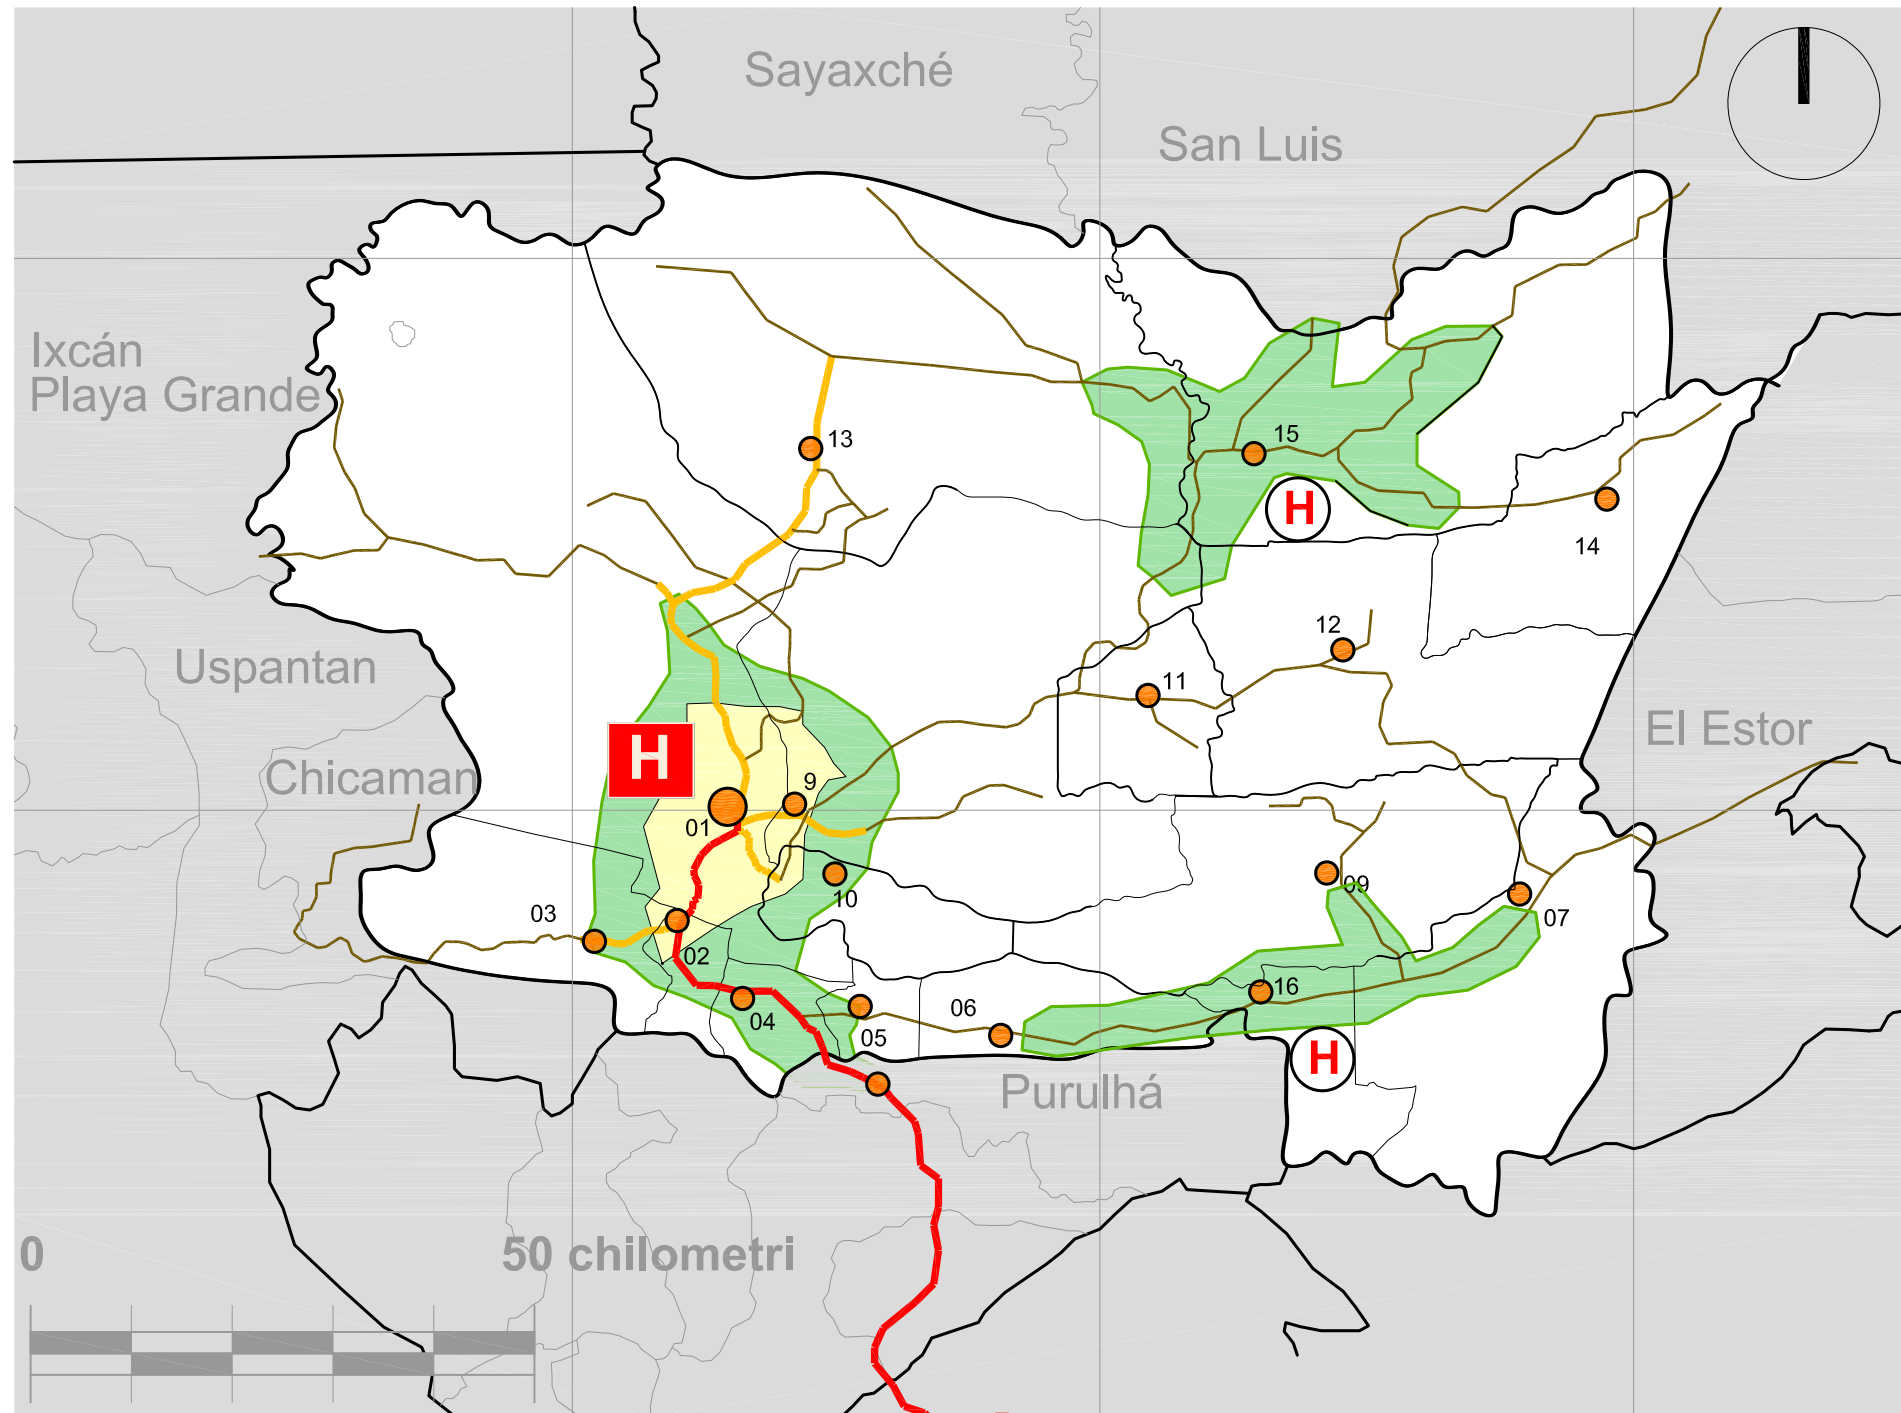 Sayaxché
San Luis
Ixcán
Playa Grande
13
15
H
14
12
Uspantan
11
El Estor
H
Chicaman
9
01
10
09
03
07
02
16
06
04
05
H
Purulhá
0
50 chilometri